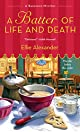 A BAKESHOP MYSTERY
A Batter
OF LIFE AND DEATH
Ellie Alexander